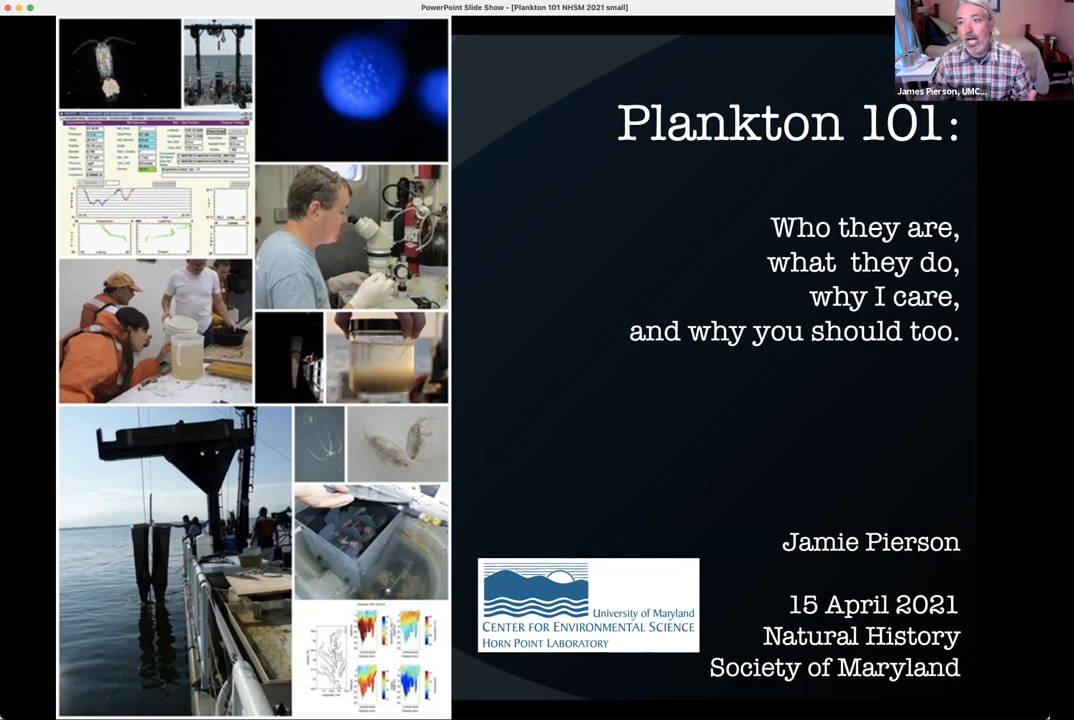 PowerPoint Slide Show - [Plankton 101 NHSM 2021 small]
James Pierson, UMC...
Plankton 101:
Who they are,
what they do,
why I care,
and why you should too.
Jamie Pierson
University of Maryland
CENTER FOR ENVIRONMENTAL SCIENCE
HORN POINT LABORATORY
15 April 2021
Natural History
Society of Maryland